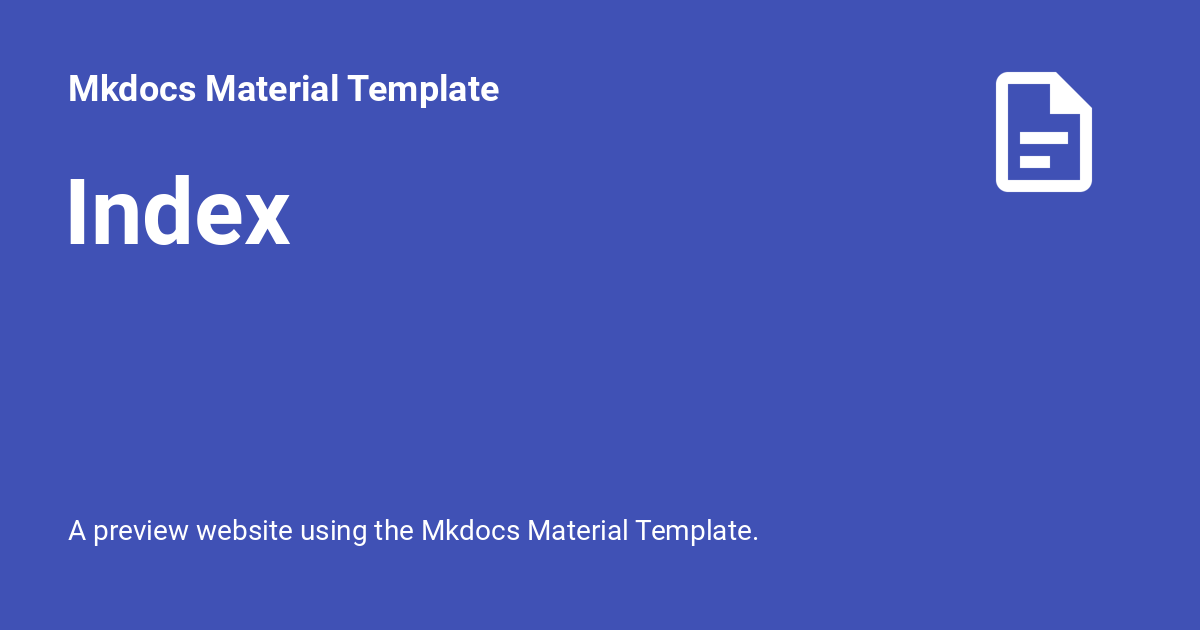 Mkdocs Material Template
Index
A preview website using the Mkdocs Material Template.